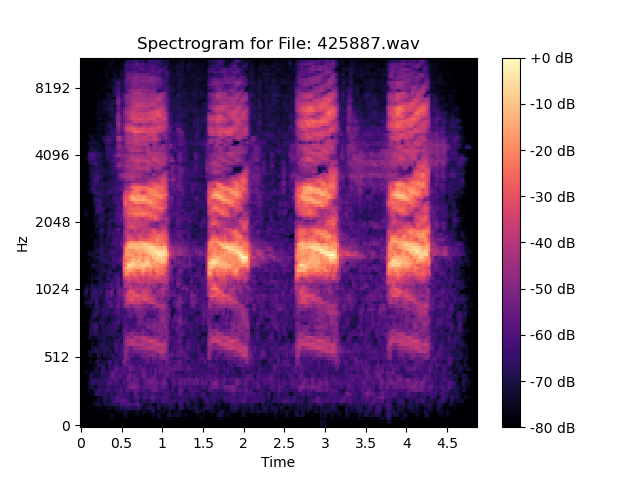 Spectrogram for File: 425887.wav
8192
4096
2048
1024
512
0
Hz
0 0.5 1 1.5 2 2.5 3 3.5 4 4.5
Time
+0 dB
-10 dB
-20 dB
-30 dB
-40 dB
-50 dB
-60 dB
-70 dB
-80 dB